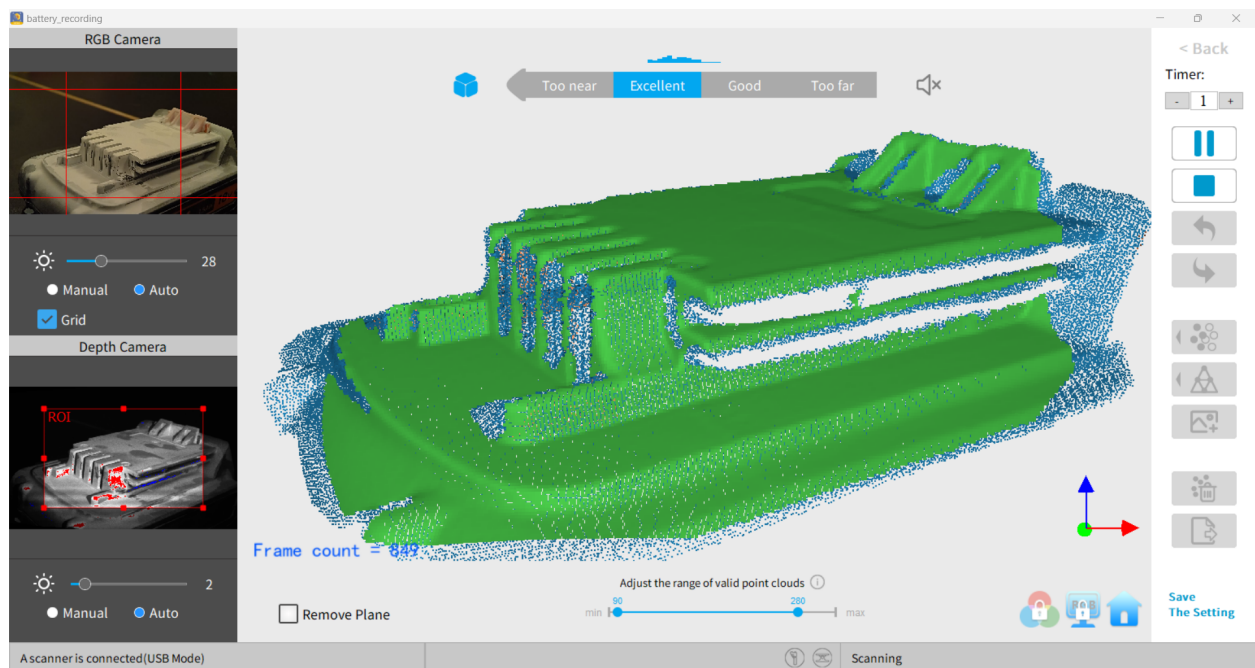 battery_recording
RGB Camera
28
Manual
Auto
Grid
Depth Camera
ROI
2
Manual
Auto
Too near
Excellent
Good
Too far
Frame count = 849
Remove Plane
Adjust the range of valid point clouds
90
280
min
max
< Back
Timer:
- 1 +
Save
The Setting
A scanner is connected(USB Mode)
Scanning